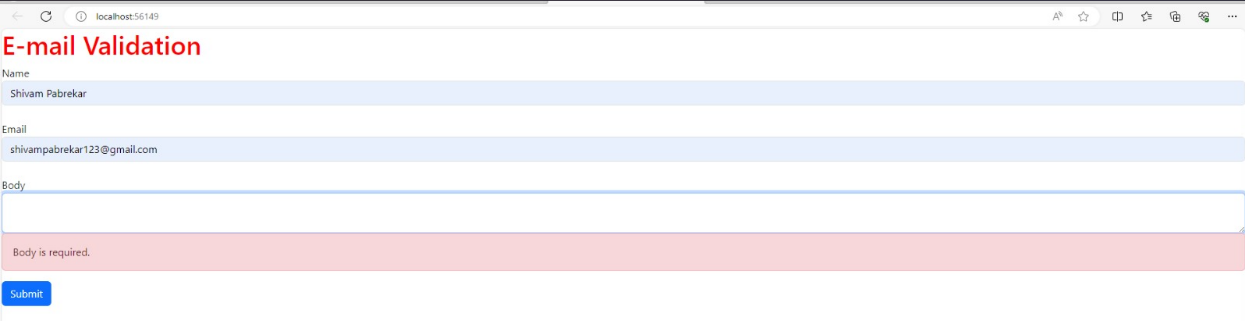 localhost:56149
E-mail Validation
Name
Shivam Pabrekar
Email
shivampabrekar123@gmail.com
Body
Body is required.
Submit